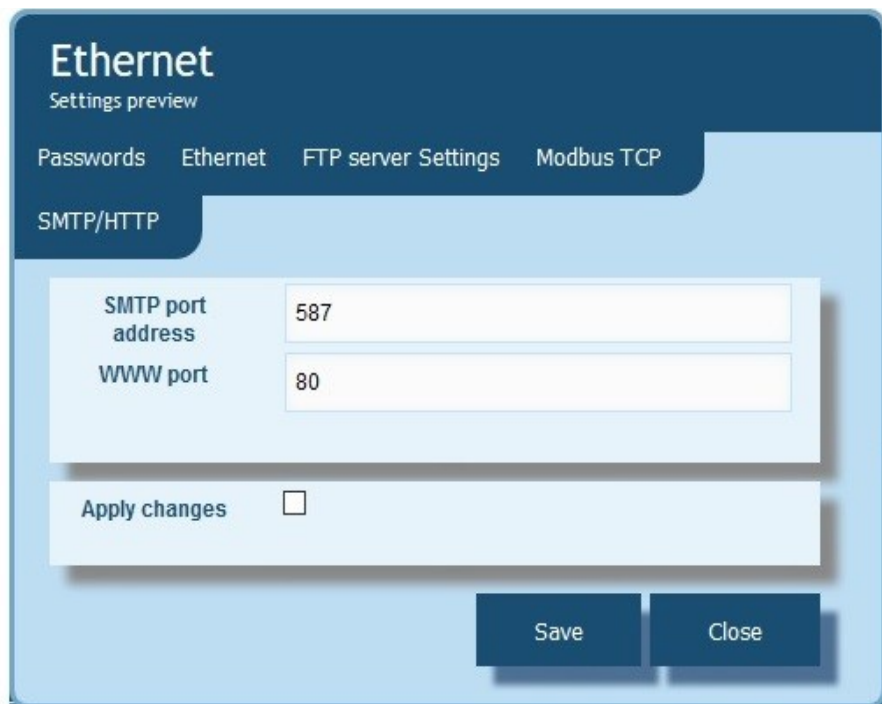 Ethernet
Settings preview
Passwords Ethernet FTP server Settings Modbus TCP
SMTP/HTTP
SMTP port
address
587
WWW port
80
Apply changes
Save Close